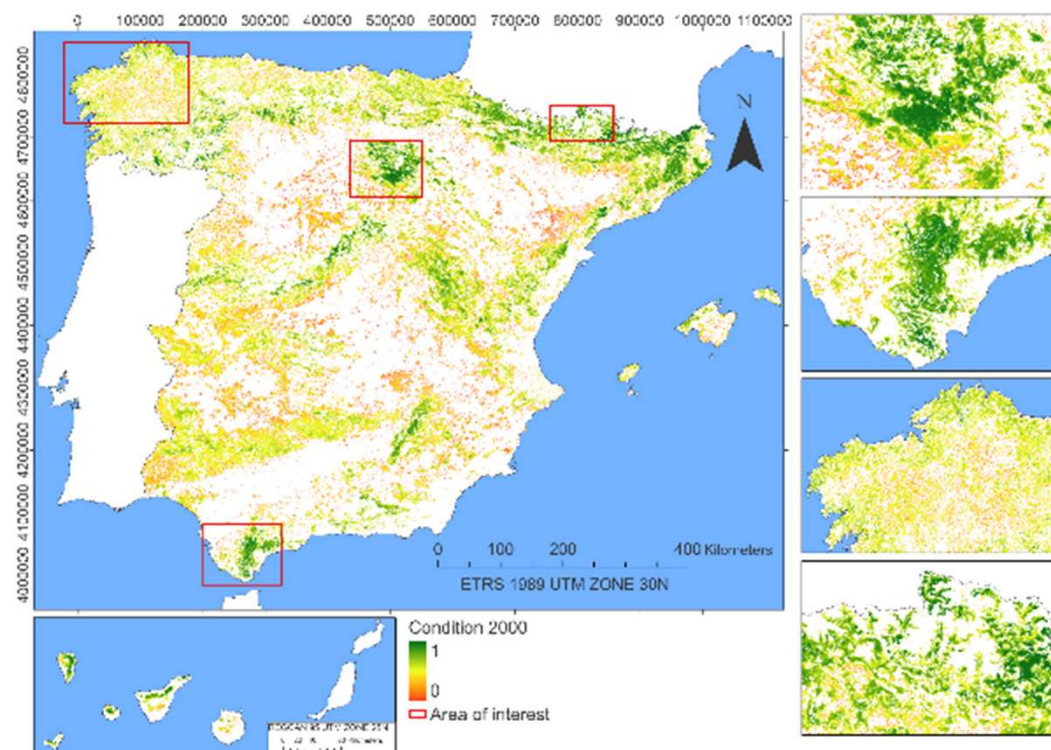 0 100000 200000 300000 400000 500000 600000 700000 800000 900000 1000000 1100000
4800000
4700000
4600000
4500000
4400000
4300000
4200000
4100000
4000000
N
0 100 200 400 Kilometers
ETRS 1989 UTM ZONE 30N
Condition 2000
1
0
Area of interest
UTM ZONE